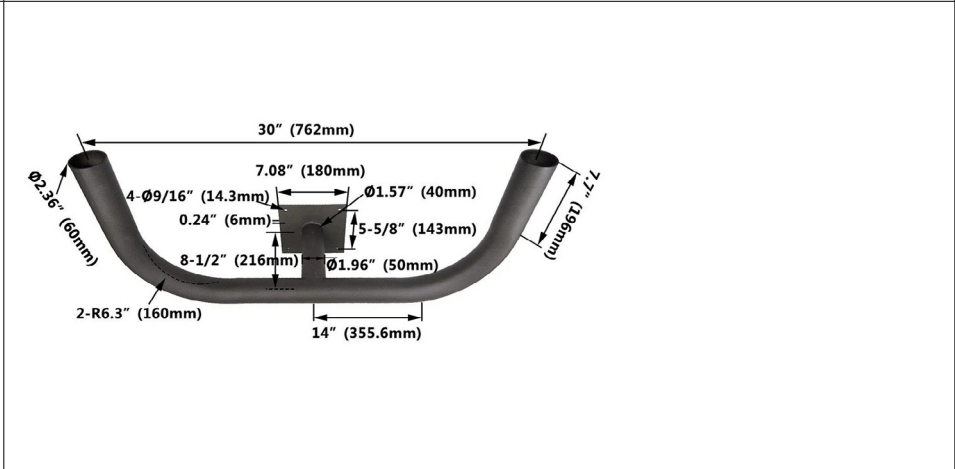 30” (762mm)
7.08” (180mm)
Ø2.36” (60mm)
4-Ø9/16” (14.3mm)
Ø1.57” (40mm)
7.7” (196mm)
0.24” (6mm)
5-5/8” (143mm)
8-1/2” (216mm)
Ø1.96” (50mm)
2-R6.3” (160mm)
14” (355.6mm)